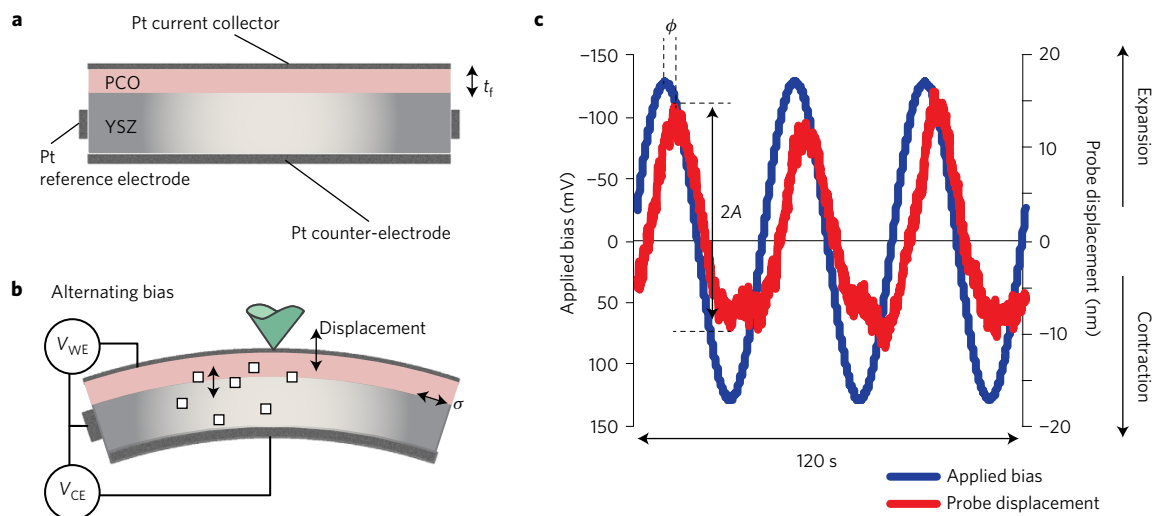 a
Pt current collector
PCO
YSZ
t_f
Pt
reference electrode
Pt counter-electrode
b
Alternating bias
Displacement
V_WE
σ
V_CE
c
ϕ
−150
−100
−50
0
50
100
150
Applied bias (mV)
2A
20
10
0
−10
−20
Probe displacement (nm)
Expansion
Contraction
120 s
Applied bias
Probe displacement